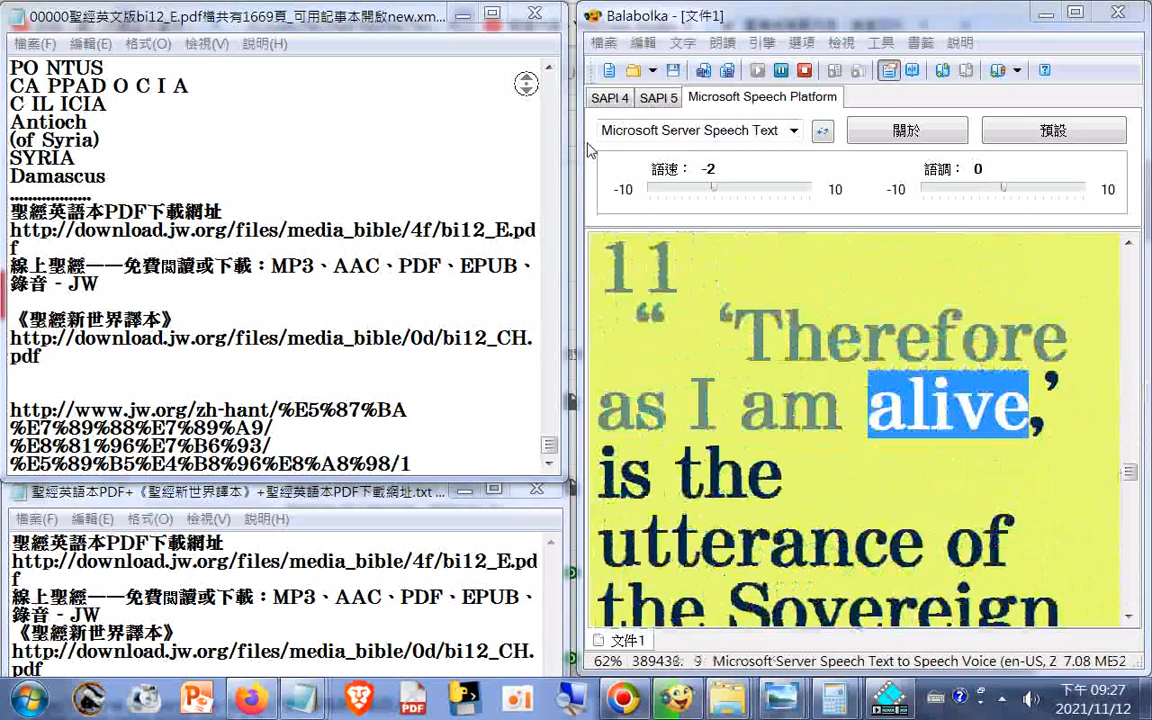 00000聖經英文版bi12_E.pdf檔共有1669頁_可用記事本開啟new.xm...
檔案(F) 編輯(E) 格式(O) 檢視(V) 說明(H)
PO NTUS
CA PPAD O C I A
C IL ICIA
Antioch
(of Syria)
SYRIA
Damascus
..................
聖經英語本PDF下載網址
http://download.jw.org/files/media_bible/4f/bi12_E.pd
f
線上聖經——免費閱讀或下載：MP3、AAC、PDF、EPUB、
錄音 - JW
《聖經新世界譯本》
http://download.jw.org/files/media_bible/0d/bi12_CH.
pdf
http://www.jw.org/zh-hant/%E5%87%BA
%E7%89%88%E7%89%A9/
%E8%81%96%E7%B6%93/
%E5%89%B5%E4%B8%96%E8%A8%98/1
聖經英語本PDF+《聖經新世界譯本》+聖經英語本PDF下載網址.txt ...
檔案(F) 編輯(E) 格式(O) 檢視(V) 說明(H)
聖經英語本PDF下載網址
http://download.jw.org/files/media_bible/4f/bi12_E.pd
f
線上聖經——免費閱讀或下載：MP3、AAC、PDF、EPUB、
錄音 - JW
《聖經新世界譯本》
http://download.jw.org/files/media_bible/0d/bi12_CH.
pdf
Balabolka - [文件1]
檔案 編輯 文字 朗讀 引擎 選項 檢視 工具 書籤 說明
SAPI 4 SAPI 5 Microsoft Speech Platform
Microsoft Server Speech Text 關於 預設
語速： -2 語調： 0
-10 10 -10 10
11
“ ‘Therefore
as I am alive,’
is the
utterance of
the Sovereign
文件1
62% Microsoft Server Speech Text to Speech Voice (en-US, Z 7.08 ME
PDF
下午 09:27
2021/11/12